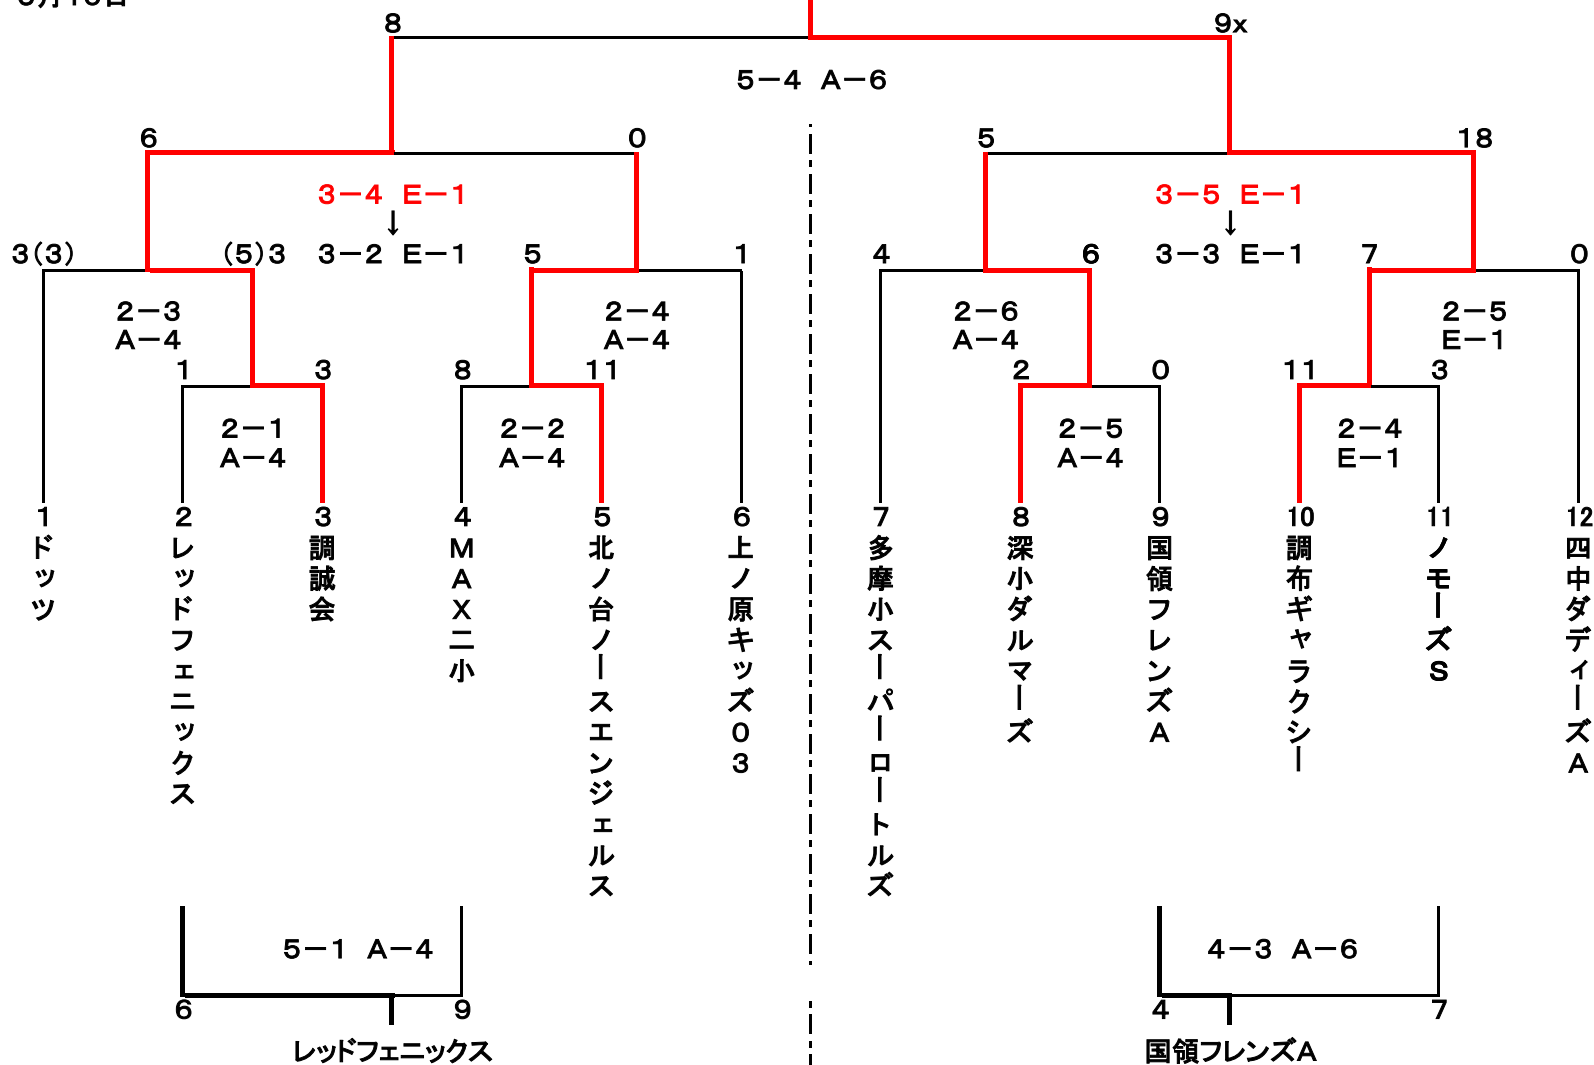 8 9x
5－4 A－6
6 0 5 18
3－4 E－1 3－5 E－1
↓ ↓
3(3) (5)3 3－2 E－1 5 1 4 6 3－3 E－1 7 0
2－3 2－4 2－6 2－5
A－4 A－4 A－4 E－1
1 3 8 11 2 0 11 3
2－1 2－2 2－5 2－4
A－4 A－4 A－4 E－1
1 2 3 4 5 6 7 8 9 10 11 12
ドッツ
レッドフェニックス
調誠会
MAX二小
北ノ台ノースエンジェルス
上ノ原キッズ03
多摩小スーパーロートルズ
深小ダルマーズ
国領フレンズA
調布ギャラクシー
ノモーズS
四中ダディーズA
5－1 A－4 4－3 A－6
6 9 4 7
レッドフェニックス 国領フレンズA